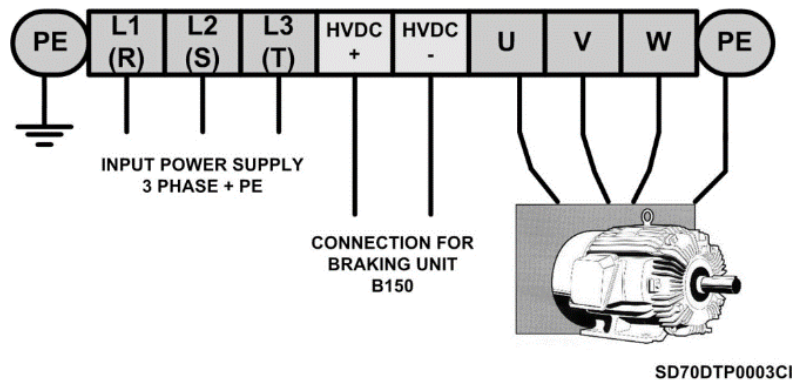 PE
L1
(R)
L2
(S)
L3
(T)
HVDC
+
HVDC
-
U
V
W
PE
INPUT POWER SUPPLY
3 PHASE + PE
CONNECTION FOR
BRAKING UNIT
B150
SD70DTP0003CI